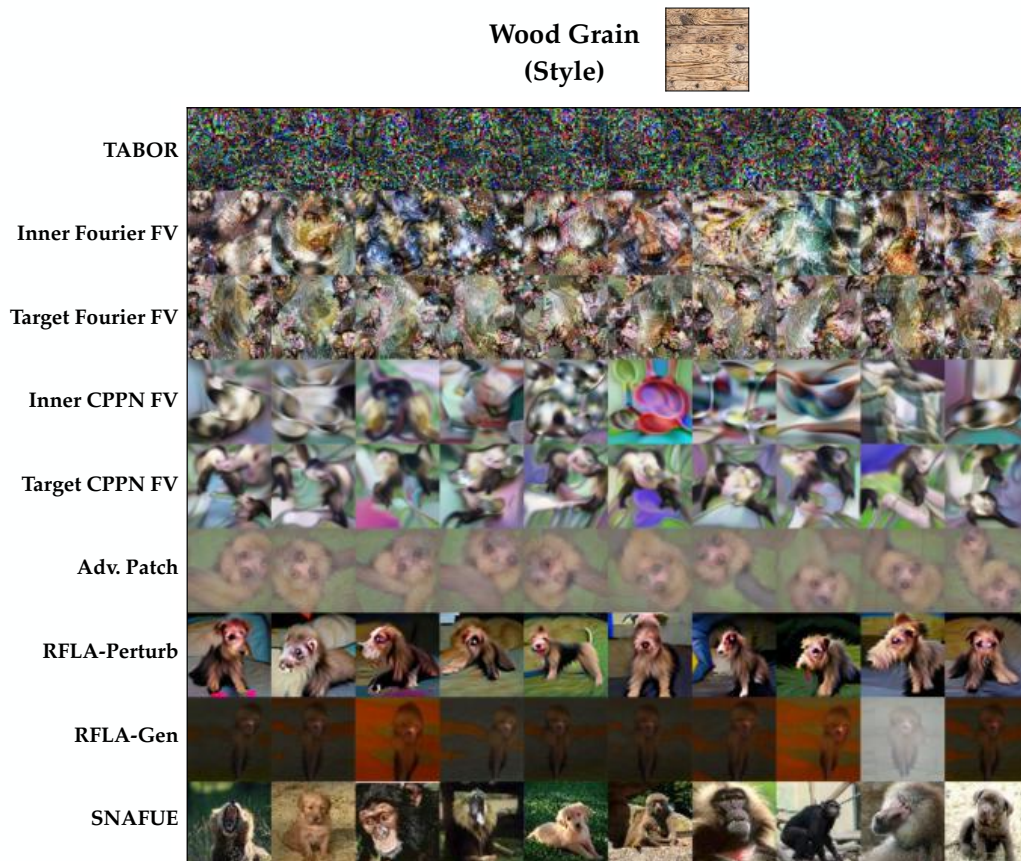 Wood Grain
(Style)
TABOR
Inner Fourier FV
Target Fourier FV
Inner CPPN FV
Target CPPN FV
Adv. Patch
RFLA-Perturb
RFLA-Gen
SNAFUE